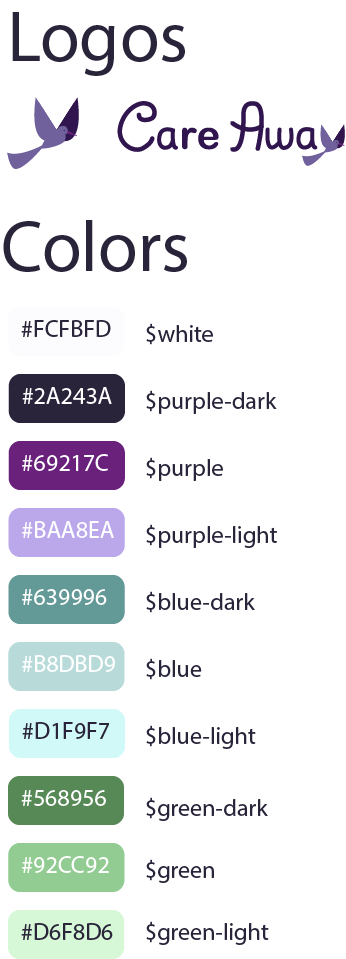 Logos
Care Awa
Colors
#FCFBFD $white
#2A243A $purple-dark
#69217C $purple
#BAA8EA $purple-light
#639996 $blue-dark
#B8DBD9 $blue
#D1F9F7 $blue-light
#568956 $green-dark
#92CC92 $green
#D6F8D6 $green-light